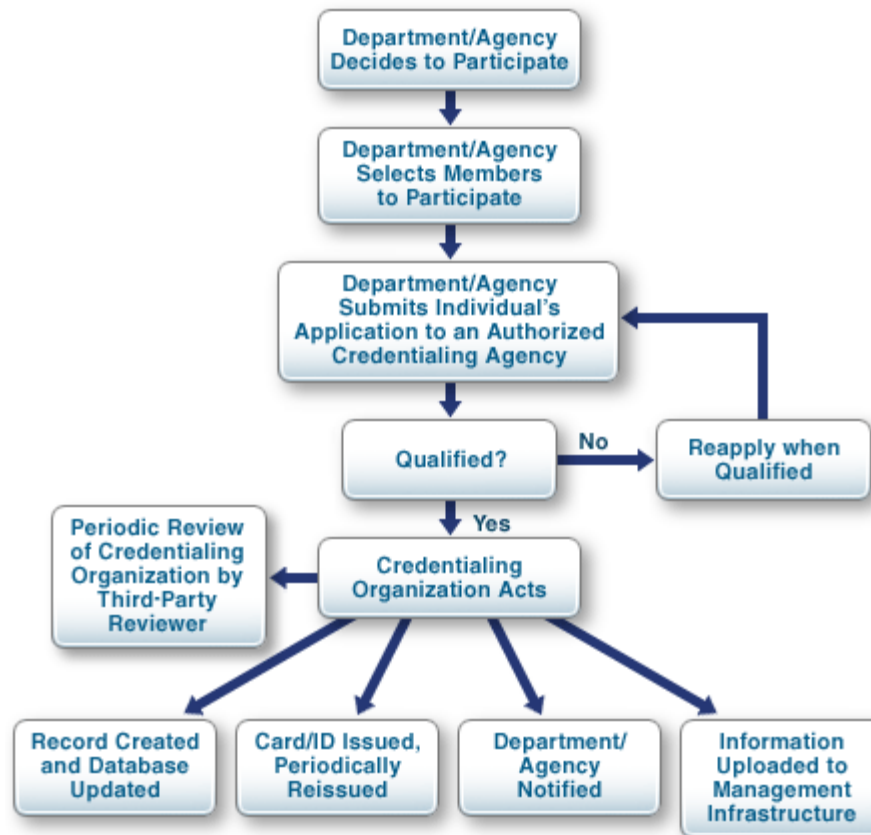 Department/Agency
Decides to Participate
Department/Agency
Selects Members
to Participate
Department/Agency
Submits Individual's
Application to an Authorized
Credentialing Agency
Qualified?
No
Reapply when
Qualified
Yes
Periodic Review
of Credentialing
Organization by
Third-Party
Reviewer
Credentialing
Organization Acts
Record Created
and Database
Updated
Card/ID Issued,
Periodically
Reissued
Department/
Agency
Notified
Information
Uploaded to
Management
Infrastructure